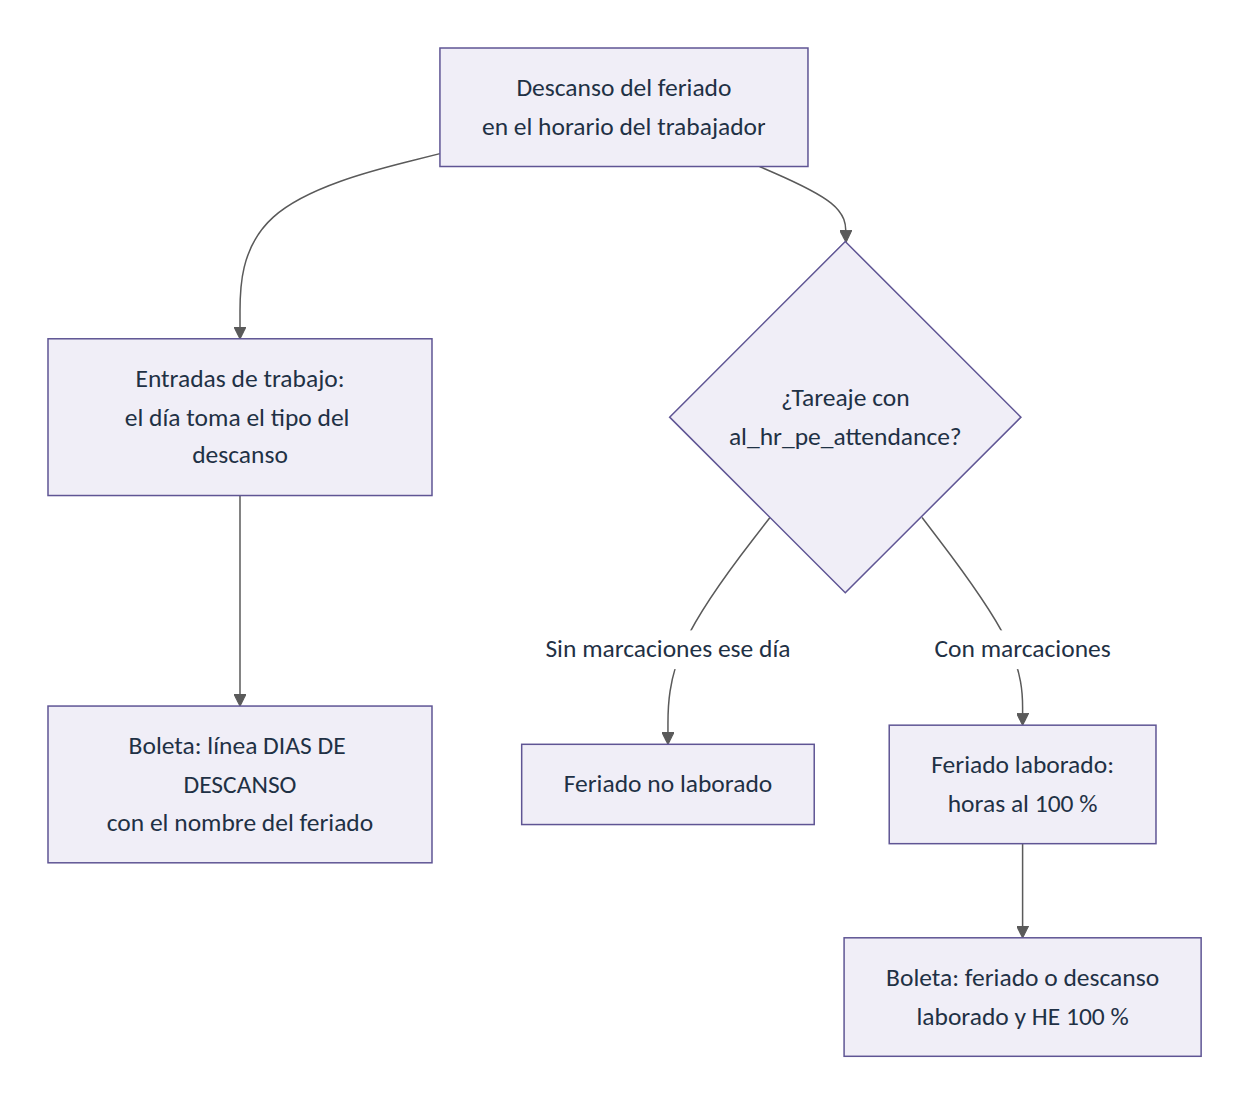 Descanso del feriado
en el horario del trabajador
Entradas de trabajo:
el día toma el tipo del
descanso
¿Tareaje con
al_hr_pe_attendance?
Sin marcaciones ese día
Con marcaciones
Boleta: línea DIAS DE
DESCANSO
con el nombre del feriado
Feriado no laborado
Feriado laborado:
horas al 100 %
Boleta: feriado o descanso
laborado y HE 100 %